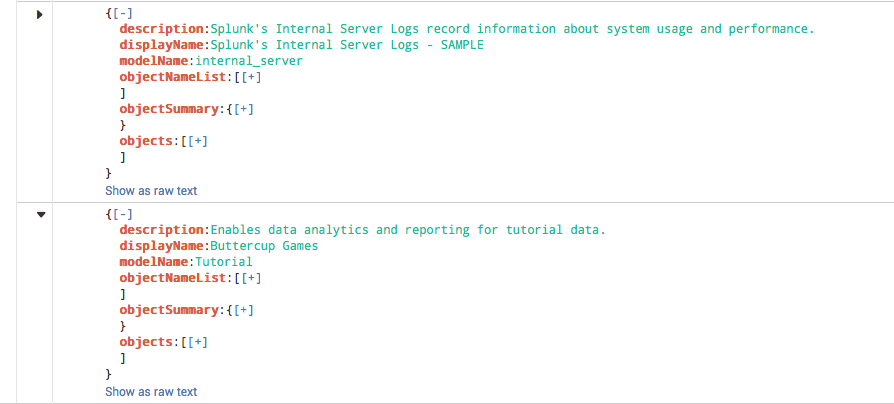 {[-]
description:Splunk's Internal Server Logs record information about system usage and performance.
displayName:Splunk's Internal Server Logs - SAMPLE
modelName:internal_server
objectNameList:[[+]
]
objectSummary:{[+]
}
objects:[[+]
]
}
Show as raw text
{[-]
description:Enables data analytics and reporting for tutorial data.
displayName:Buttercup Games
modelName:Tutorial
objectNameList:[[+]
]
objectSummary:{[+]
}
objects:[[+]
]
}
Show as raw text